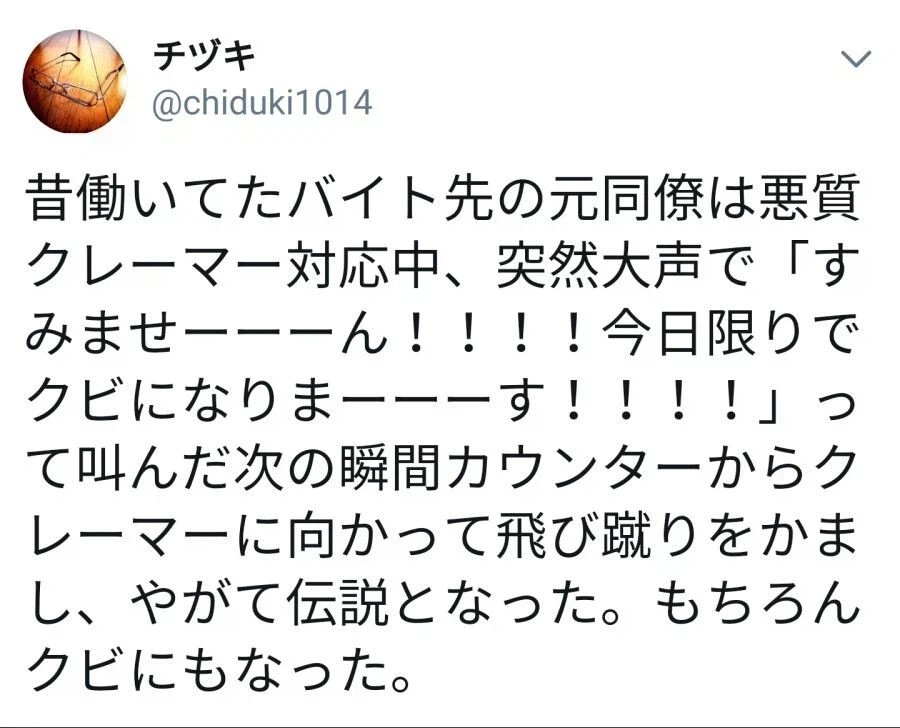 チヅキ
@chiduki1014
昔働いてたバイト先の元同僚は悪質
クレーマー対応中、突然大声で「す
みませーーーん！！！！今日限りで
クビになりまーーーす！！！！」っ
て叫んだ次の瞬間カウンターからク
レーマーに向かって飛び蹴りをかま
し、やがて伝説となった。もちろん
クビにもなった。